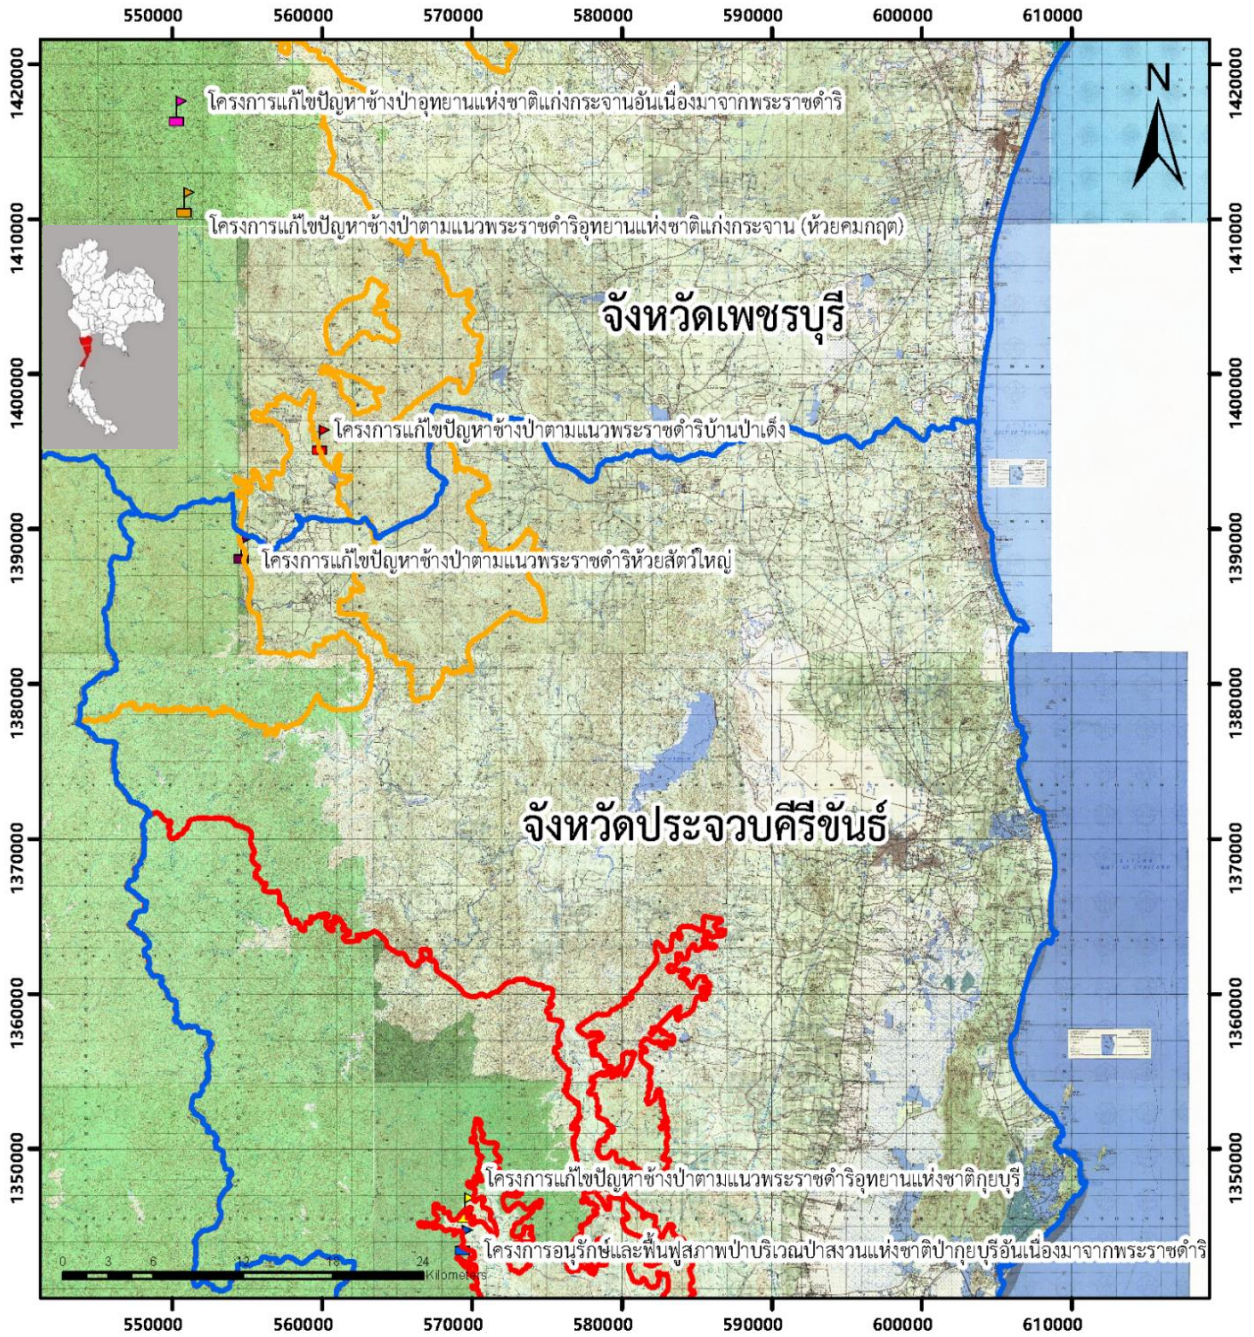 550000 560000 570000 580000 590000 600000 610000
1420000 1420000
N
โครงการแก้ไขปัญหาช้างป่าอุทยานแห่งชาติแก่งกระจานอันเนื่องมาจากพระราชดำริ
1410000 1410000
โครงการแก้ไขปัญหาช้างป่าตามแนวพระราชดำริอุทยานแห่งชาติแก่งกระจาน (ห้วยคมกฤต)
จังหวัดเพชรบุรี
1400000 1400000
โครงการแก้ไขปัญหาช้างป่าตามแนวพระราชดำริบ้านป่าเด็ง
1390000 1390000
โครงการแก้ไขปัญหาช้างป่าตามแนวพระราชดำริห้วยสัตว์ใหญ่
1380000 1380000
จังหวัดประจวบคีรีขันธ์
1370000 1370000
1360000 1360000
1350000 1350000
โครงการแก้ไขปัญหาช้างป่าตามแนวพระราชดำริอุทยานแห่งชาติกุยบุรี
โครงการอนุรักษ์และฟื้นฟูสภาพป่าบริเวณป่าสงวนแห่งชาติป่ากุยบุรีอันเนื่องมาจากพระราชดำริ
0 3 6 12 18 24
Kilometers
550000 560000 570000 580000 590000 600000 610000